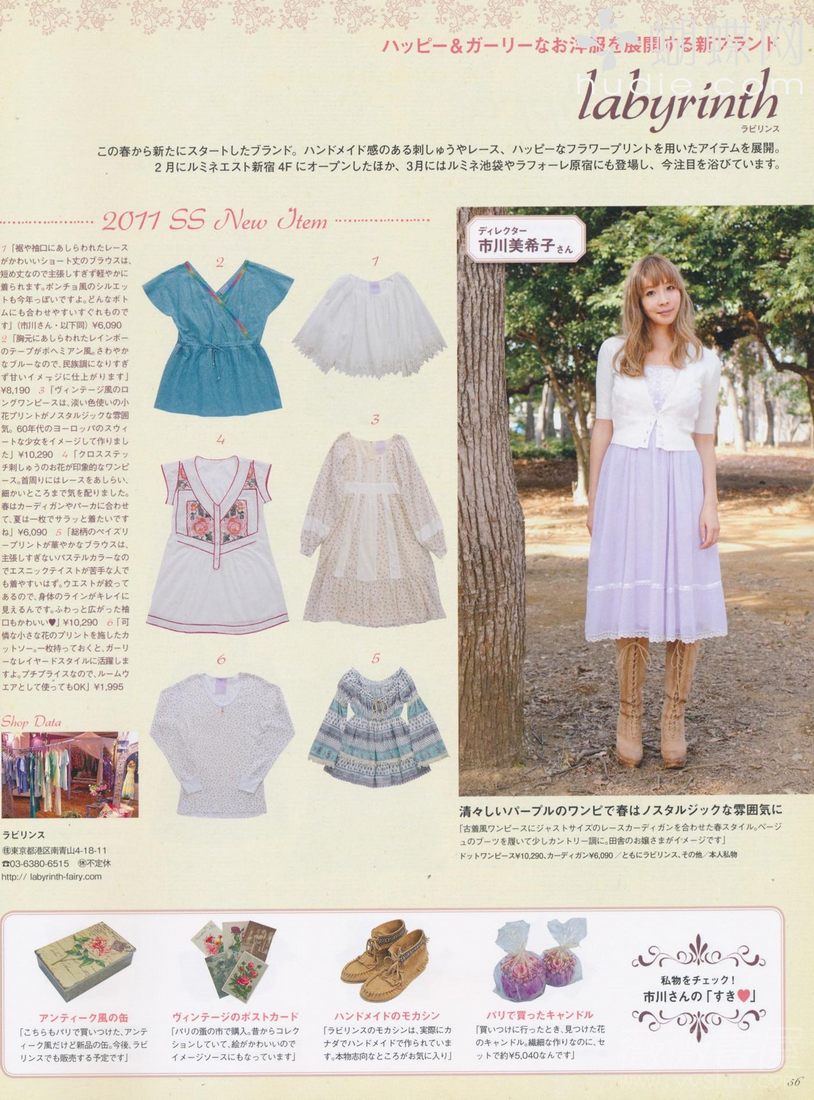 ハッピー&ガーリーなお洋服を展開する新ブランド
蝴蝶网
hudie.com
labyrinth
ラビリンス
この春から新たにスタートしたブランド。ハンドメイド感のある刺しゅうやレース、ハッピーなフラワープリントを用いたアイテムを展開。
2月にルミネエスト新宿4Fにオープンしたほか、3月にはルミネ池袋やラフォーレ原宿にも登場し、今注目を浴びています。
2011 SS New Item
1「裾や袖口にあしらわれたレース
がかわいいショート丈のブラウスは、
短め丈なので主張しすぎず軽やかに
着られます。ポンチョ風のシルエッ
トも今年っぽいですよ。どんなボト
ムにも合わせやすいすぐれもので
す」(市川さん・以下同) ¥6,090
2「胸元にあしらわれたレインボー
のテープがボヘミアン風。さわやか
なブルーなので、民族調になりすぎ
ず甘いイメージに仕上がります」
¥8,190 3「ヴィンテージ風のロ
ングワンピースは、淡い色使いの小
花プリントがノスタルジックな雰囲
気。60年代のヨーロッパのスウィ
ートな少女をイメージして作りまし
た」¥10,290 4「クロスステッ
チ刺しゅうのお花が印象的なワンピ
ース。首周りにはレースをあしらい、
細かいところまで気を配りました。
春はカーディガンやパーカに合わせ
て、夏は一枚でサラッと着たいです
ね」¥6,090 5「総柄のペイズリ
ープリントが華やかなブラウスは、
主張しすぎないパステルカラーなの
でエスニックテイストが苦手な人で
も着やすいはず。ウエストが絞って
あるので、身体のラインがキレイに
見えるんです。ふわっと広がった袖
口もかわいい♥」¥10,290 6「可
憐な小さな花のプリントを施したカ
ットソー。一枚持っておくと、ガーリ
ーなレイヤードスタイルに活躍しま
すよ。プチプライスなので、ルームウ
エアとして使ってもOK」¥1,995
2
1
4
3
6
5
ディレクター
市川美希子さん
Shop Data
ラビリンス
㊟東京都港区南青山4-18-11
☎03-6380-6515 ㊡不定休
http:// labyrinth-fairy.com
清々しいパープルのワンピで春はノスタルジックな雰囲気に
「古着風ワンピースにジャストサイズのレースカーディガンを合わせた春スタイル。ベージ
ュのブーツを履いて少しカントリー調に。田舎のお嬢さまがイメージです」
ドットワンピース¥10,290、カーディガン¥6,090/ともにラビリンス、その他/本人私物
アンティーク風の缶
「こちらもパリで買いつけた、アンテ
ィーク風だけど新品の缶。今後、ラビ
リンスでも販売する予定です」
ヴィンテージのポストカード
「パリの蚤の市で購入。昔からコレク
ションしていて、絵がかわいいので
イメージソースにもなっています」
ハンドメイドのモカシン
「ラビリンスのモカシンは、実際にカ
ナダでハンドメイドで作られていま
す。本物志向なところがお気に入り」
パリで買ったキャンドル
「買いつけに行ったとき、見つけた花
のキャンドル。繊細な作りなのに、セ
ットで約¥5,040なんです」
私物をチェック!
市川さんの「すき♥」
56